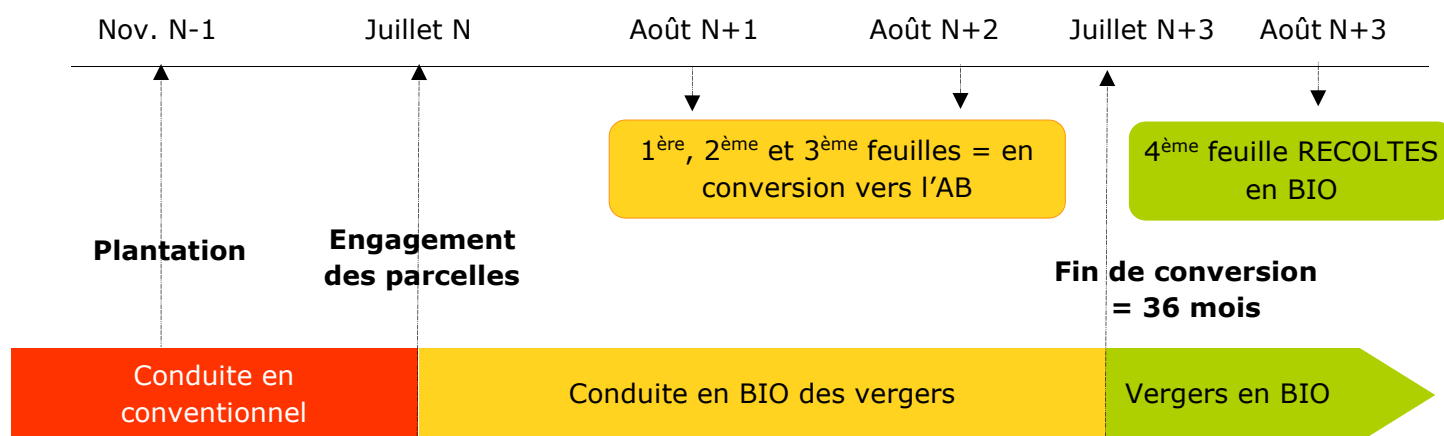 Nov. N-1
Juillet N
Août N+1
Août N+2
Juillet N+3
Août N+3
1ère, 2ème et 3ème feuilles = en
conversion vers l'AB
4ème feuille RECOLTES
en BIO
Plantation
Engagement
des parcelles
Fin de conversion
= 36 mois
Conduite en
conventionnel
Conduite en BIO des vergers
Vergers en BIO